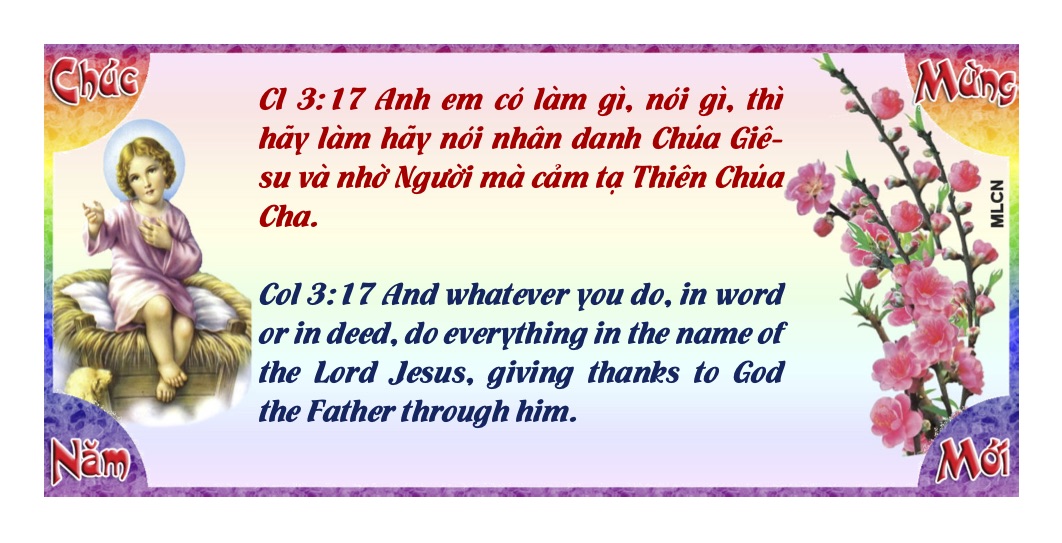 Chúc
Mừng
Cl 3:17 Anh em có làm gì, nói gì, thì
hãy làm hãy nói nhân danh Chúa Giê-
su và nhờ Người mà cảm tạ Thiên Chúa
Cha.
MLCN
Col 3:17 And whatever you do, in word
or in deed, do everything in the name of
the Lord Jesus, giving thanks to God
the Father through him.
Năm
Mới